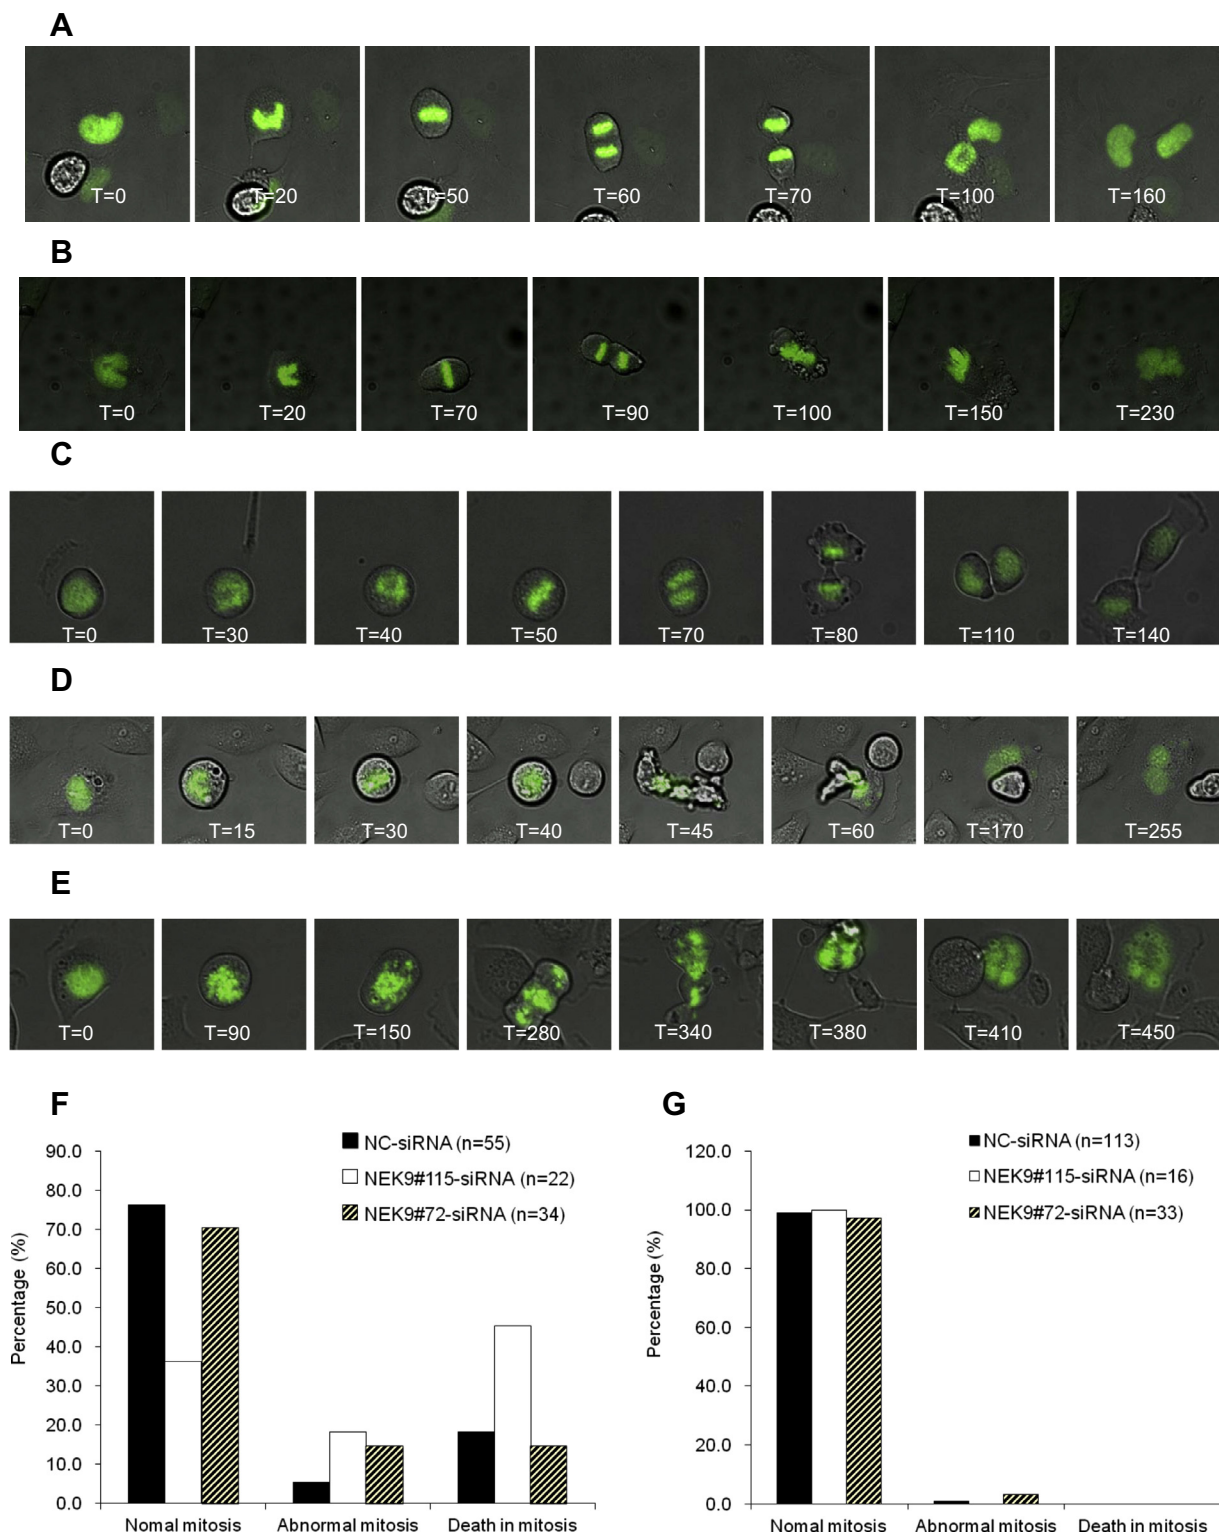 A
T=0 T=20 T=50 T=60 T=70 T=100 T=160
B
T=0 T=20 T=70 T=90 T=100 T=150 T=230
C
T=0 T=30 T=40 T=50 T=70 T=80 T=110 T=140
D
T=0 T=15 T=30 T=40 T=45 T=60 T=170 T=255
E
T=0 T=90 T=150 T=280 T=340 T=380 T=410 T=450
F
NC-siRNA (n=55)
NEK9#115-siRNA (n=22)
NEK9#72-siRNA (n=34)
Percentage (%)
90.0
80.0
70.0
60.0
50.0
40.0
30.0
20.0
10.0
0.0
Nomal mitosis Abnormal mitosis Death in mitosis
G
NC-siRNA (n=113)
NEK9#115-siRNA (n=16)
NEK9#72-siRNA (n=33)
Percentage (%)
120.0
100.0
80.0
60.0
40.0
20.0
0.0
Nomal mitosis Abnormal mitosis Death in mitosis